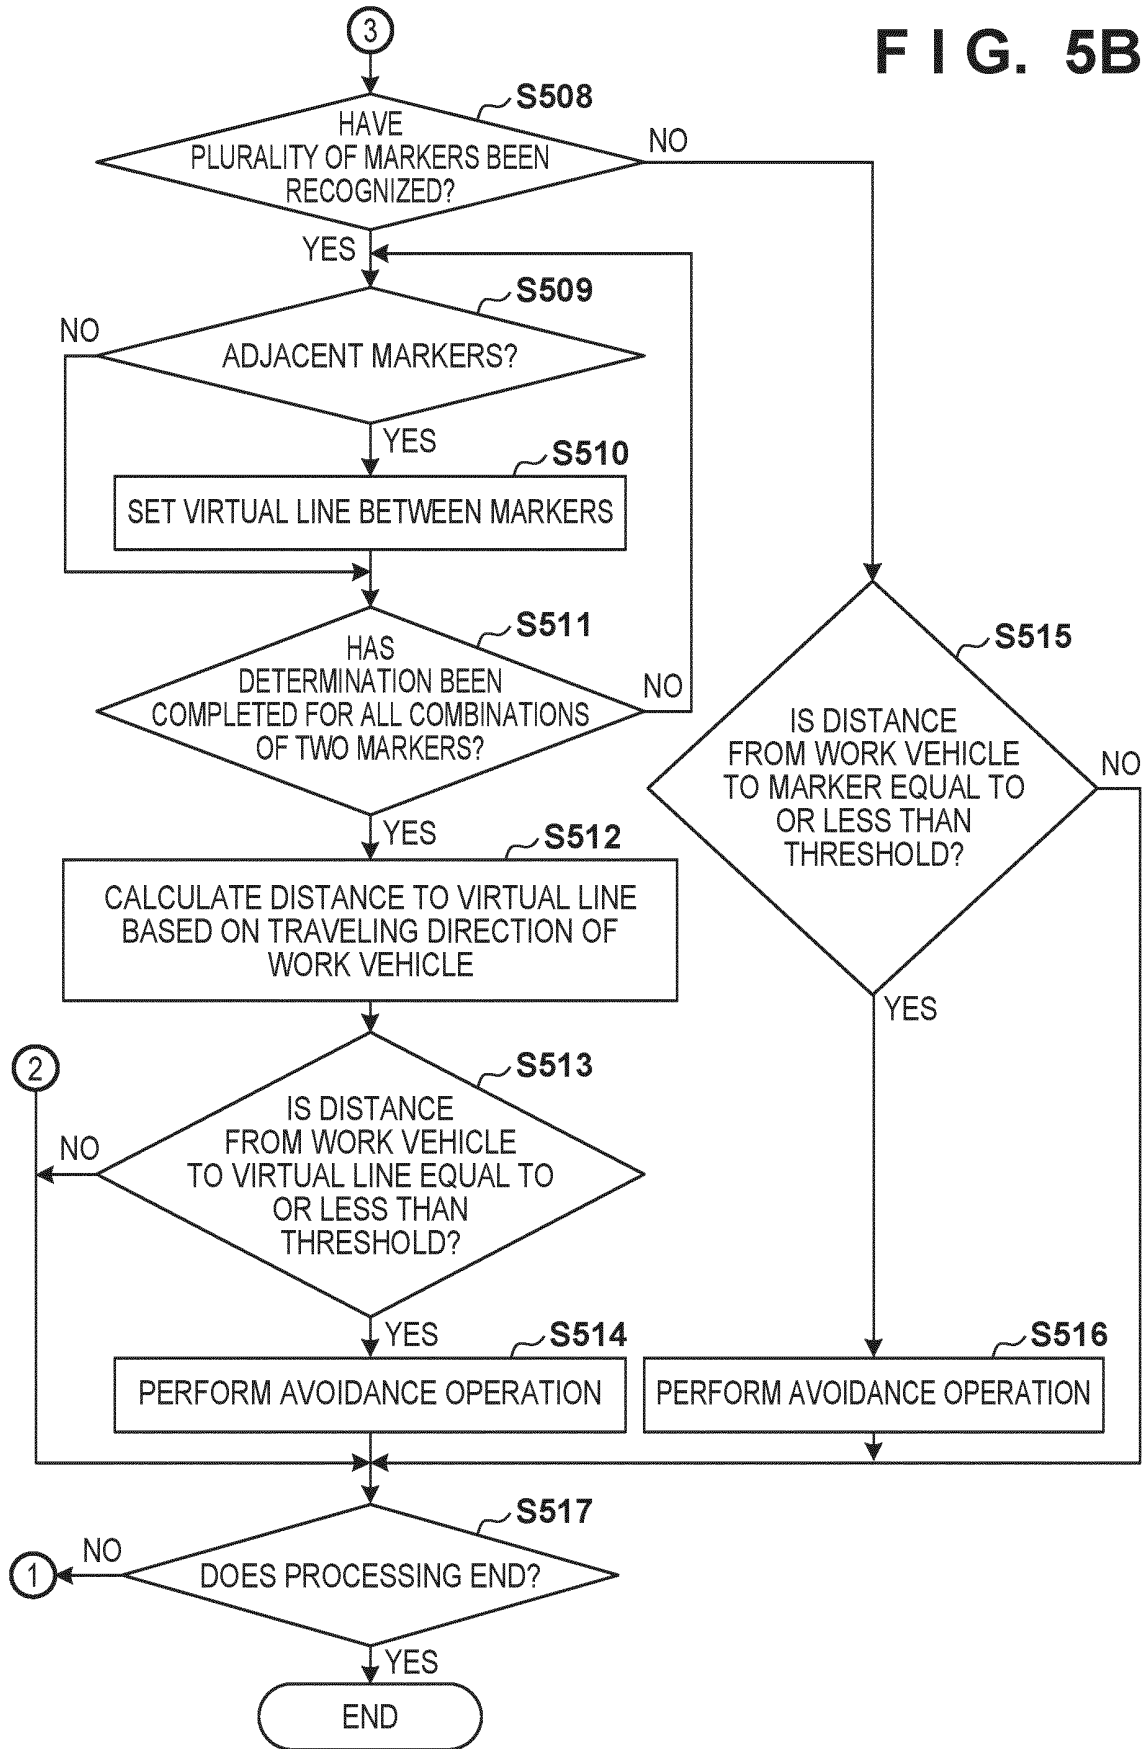 FIG. 5B
3
S508
HAVE
PLURALITY OF MARKERS BEEN
RECOGNIZED?
NO
YES
S509
NO
ADJACENT MARKERS?
YES
S510
SET VIRTUAL LINE BETWEEN MARKERS
S511
HAS
DETERMINATION BEEN
COMPLETED FOR ALL COMBINATIONS
OF TWO MARKERS?
NO
YES
S512
CALCULATE DISTANCE TO VIRTUAL LINE
BASED ON TRAVELING DIRECTION OF
WORK VEHICLE
2
S513
NO
IS DISTANCE
FROM WORK VEHICLE
TO VIRTUAL LINE EQUAL TO
OR LESS THAN
THRESHOLD?
YES
S514
PERFORM AVOIDANCE OPERATION
S515
IS DISTANCE
FROM WORK VEHICLE
TO MARKER EQUAL TO
OR LESS THAN
THRESHOLD?
NO
YES
S516
PERFORM AVOIDANCE OPERATION
S517
1
NO
DOES PROCESSING END?
YES
END